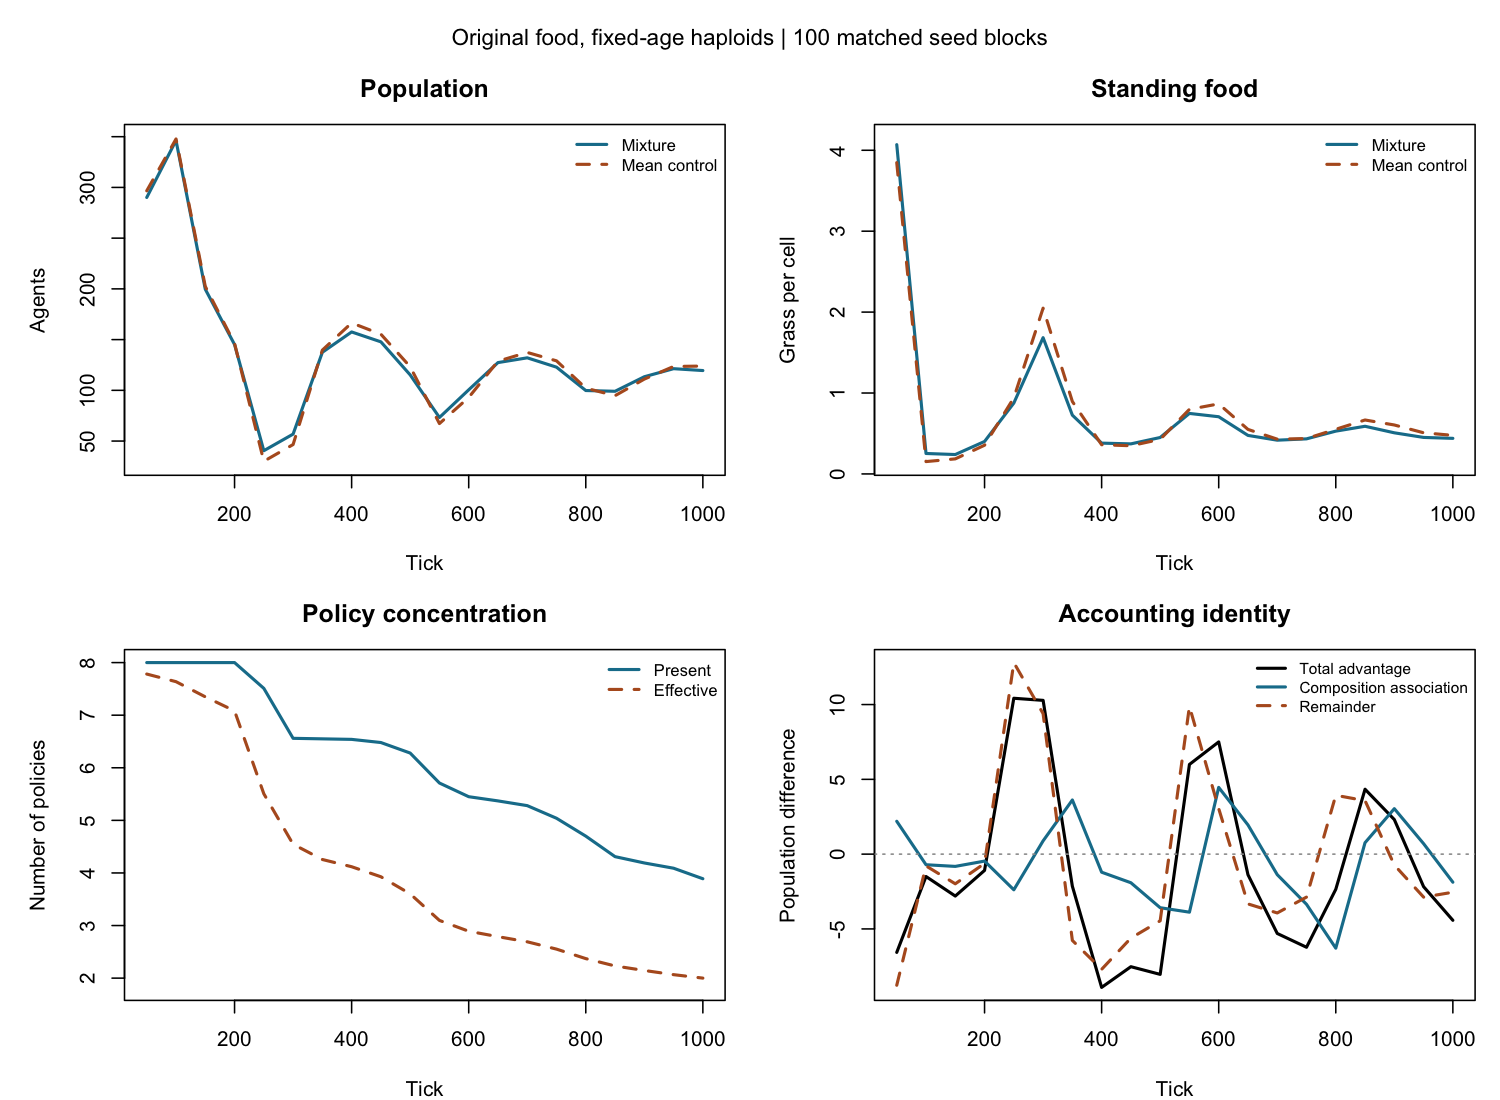 Original food, fixed-age haploids | 100 matched seed blocks
Population
Agents
300
200
100
50
Mixture
Mean control
200 400 600 800 1000
Tick
Standing food
Grass per cell
4
3
2
1
0
Mixture
Mean control
200 400 600 800 1000
Tick
Policy concentration
Number of policies
8
7
6
5
4
3
2
Present
Effective
200 400 600 800 1000
Tick
Accounting identity
Population difference
10
5
0
-5
Total advantage
Composition association
Remainder
200 400 600 800 1000
Tick